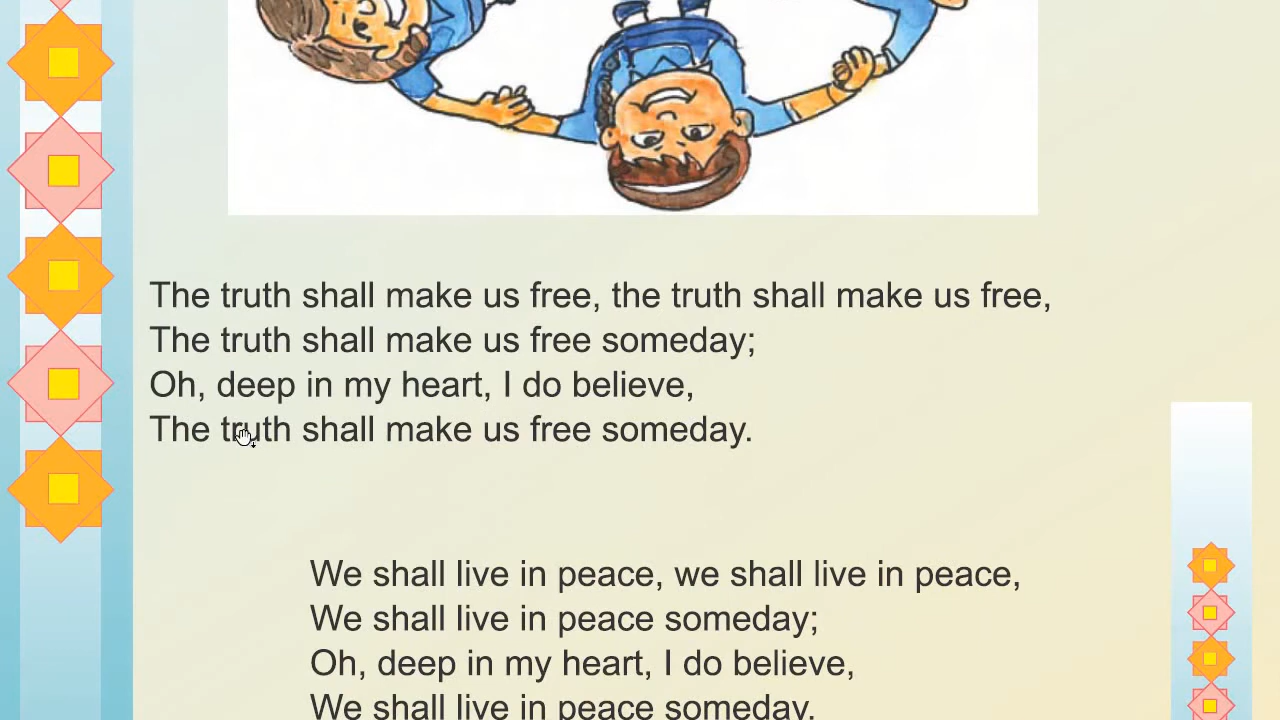 The truth shall make us free, the truth shall make us free,
The truth shall make us free someday;
Oh, deep in my heart, I do believe,
The truth shall make us free someday.
We shall live in peace, we shall live in peace,
We shall live in peace someday;
Oh, deep in my heart, I do believe,
We shall live in peace someday.